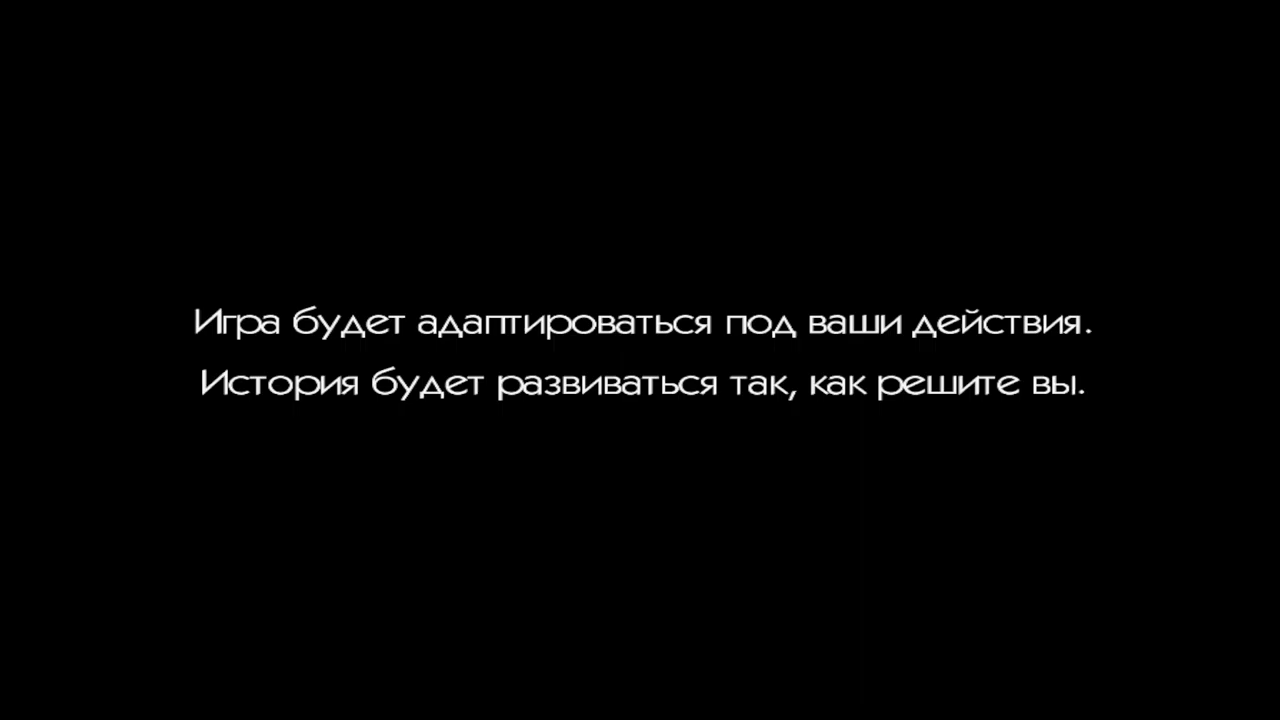 Игра будет адаптироваться под ваши действия.
История будет развиваться так, как решите вы.